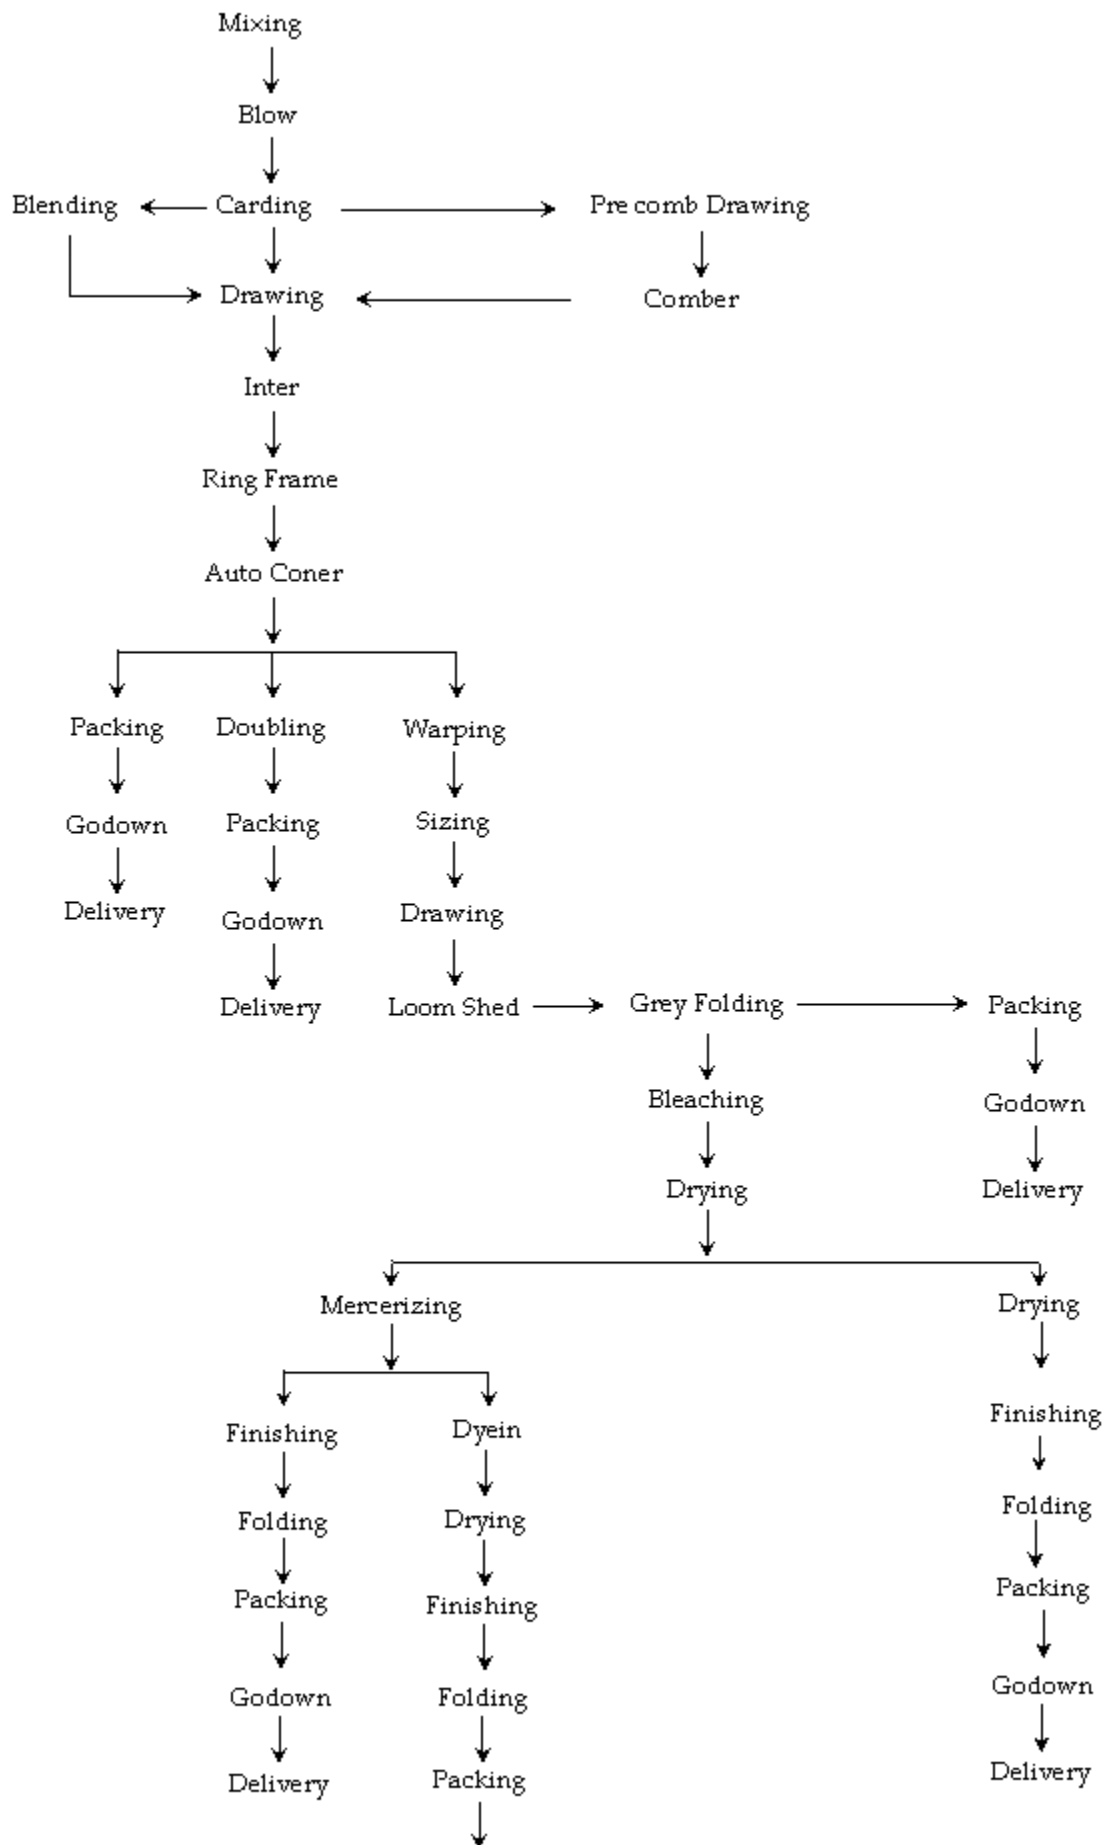 Mixing
Blow
Blending Carding Pre comb Drawing
Drawing Comber
Inter
Ring Frame
Auto Coner
Packing Doubling Warping
Godown Packing Sizing
Delivery Godown Drawing
Delivery Loom Shed Grey Folding Packing
Bleaching Godown
Drying Delivery
Mercerizing Drying
Finishing Dyein Finishing
Folding Drying Folding
Packing Finishing Packing
Godown Folding Godown
Delivery Packing Delivery